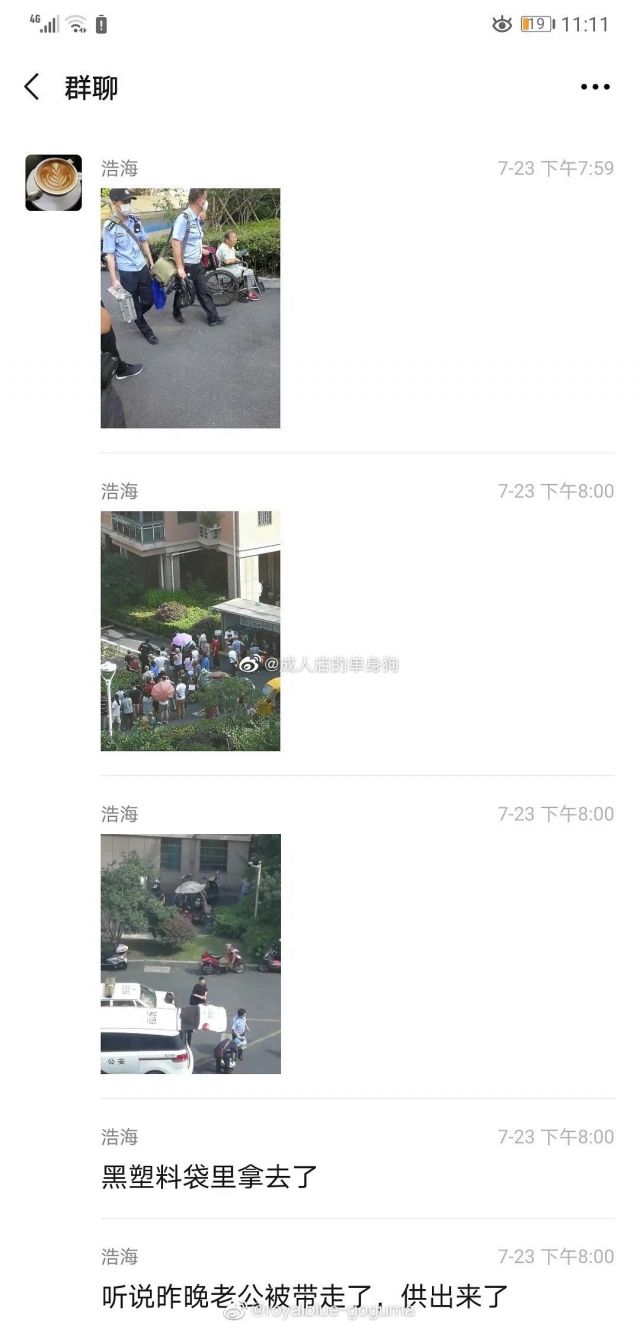 4G 19 11:11
群聊
浩海 7-23 下午7:59
浩海 7-23 下午8:00
@成人店的单身狗
浩海 7-23 下午8:00
公安
浩海 7-23 下午8:00
黑塑料袋里拿去了
浩海 7-23 下午8:00
听说昨晚老公被带走了，供出来了
@royalblue-goguma